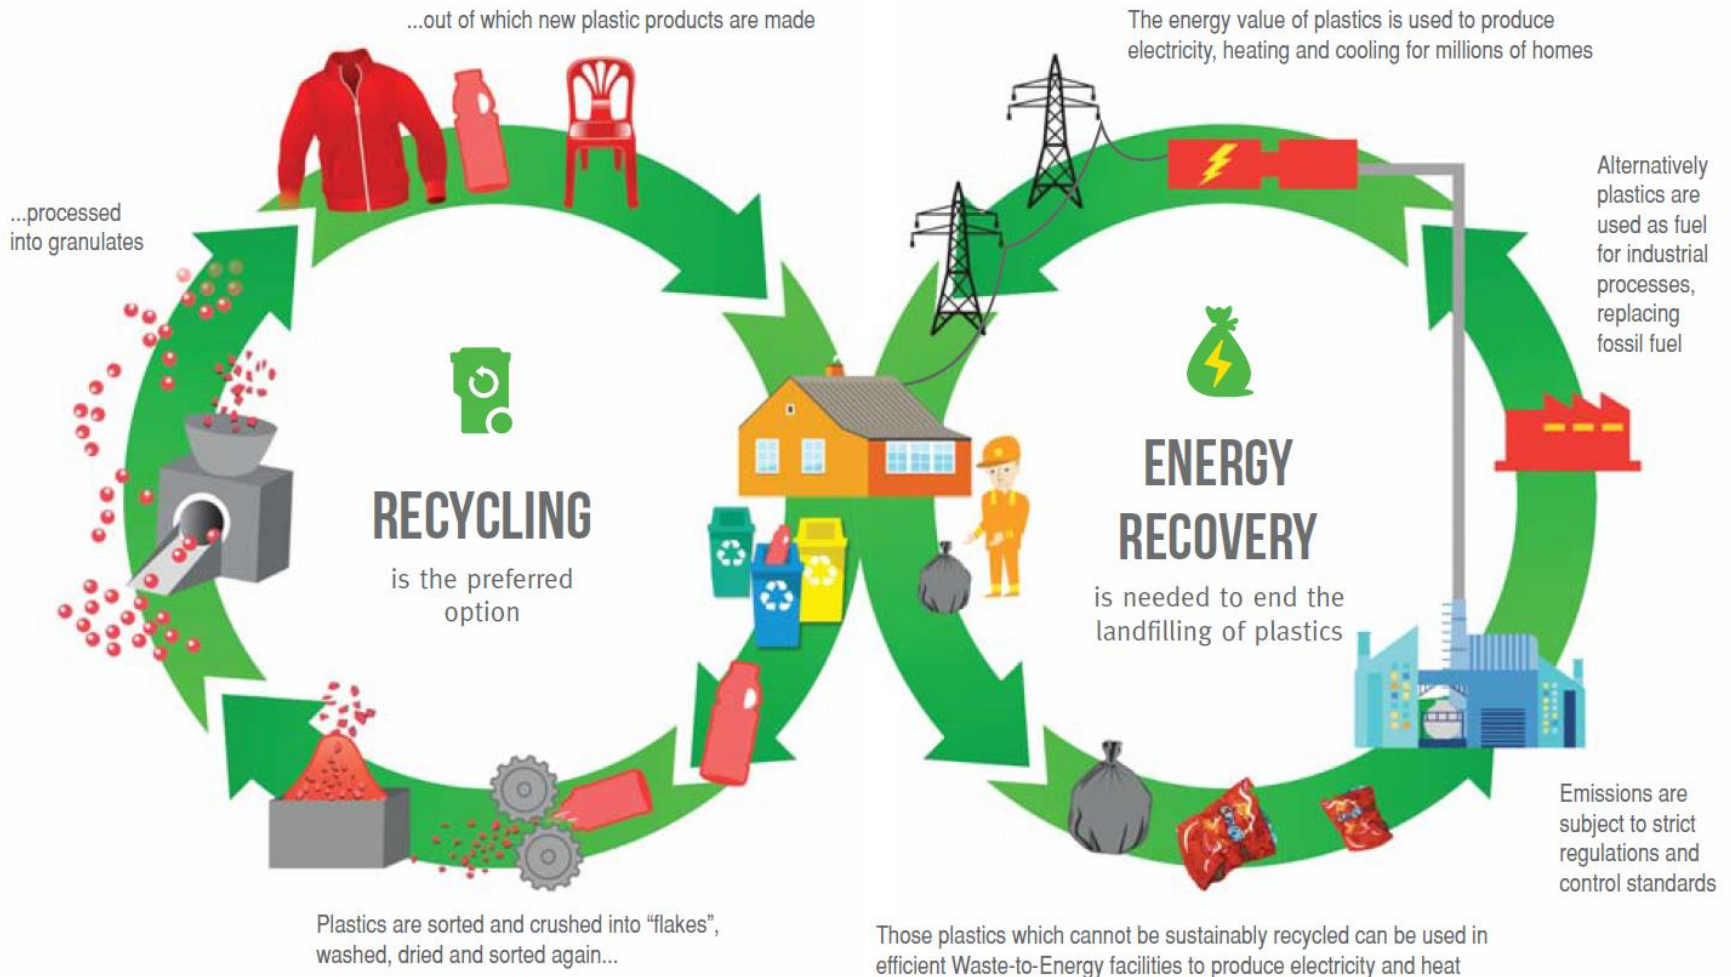 ...out of which new plastic products are made
The energy value of plastics is used to produce
electricity, heating and cooling for millions of homes
Alternatively
plastics are
used as fuel
for industrial
processes,
replacing
fossil fuel
...processed
into granulates
RECYCLING
is the preferred
option
ENERGY
RECOVERY
is needed to end the
landfilling of plastics
Emissions are
subject to strict
regulations and
control standards
Plastics are sorted and crushed into “flakes”,
washed, dried and sorted again...
Those plastics which cannot be sustainably recycled can be used in
efficient Waste-to-Energy facilities to produce electricity and heat